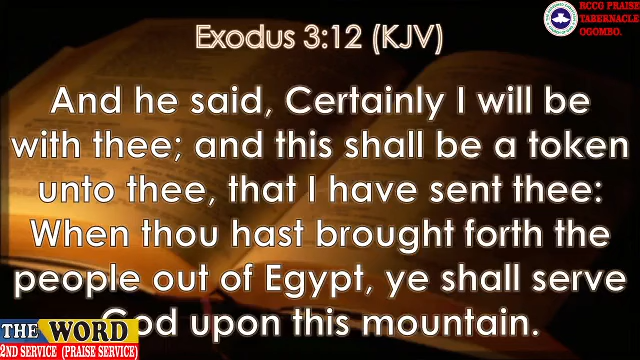 Exodus 3:12 (KJV)
RCCG PRAISE
TABERNACLE
OGOMBO.
And he said, Certainly I will be
with thee; and this shall be a token
unto thee, that I have sent thee:
When thou hast brought forth the
people out of Egypt, ye shall serve
God upon this mountain.
THE WORD
2ND SERVICE (PRAISE SERVICE)